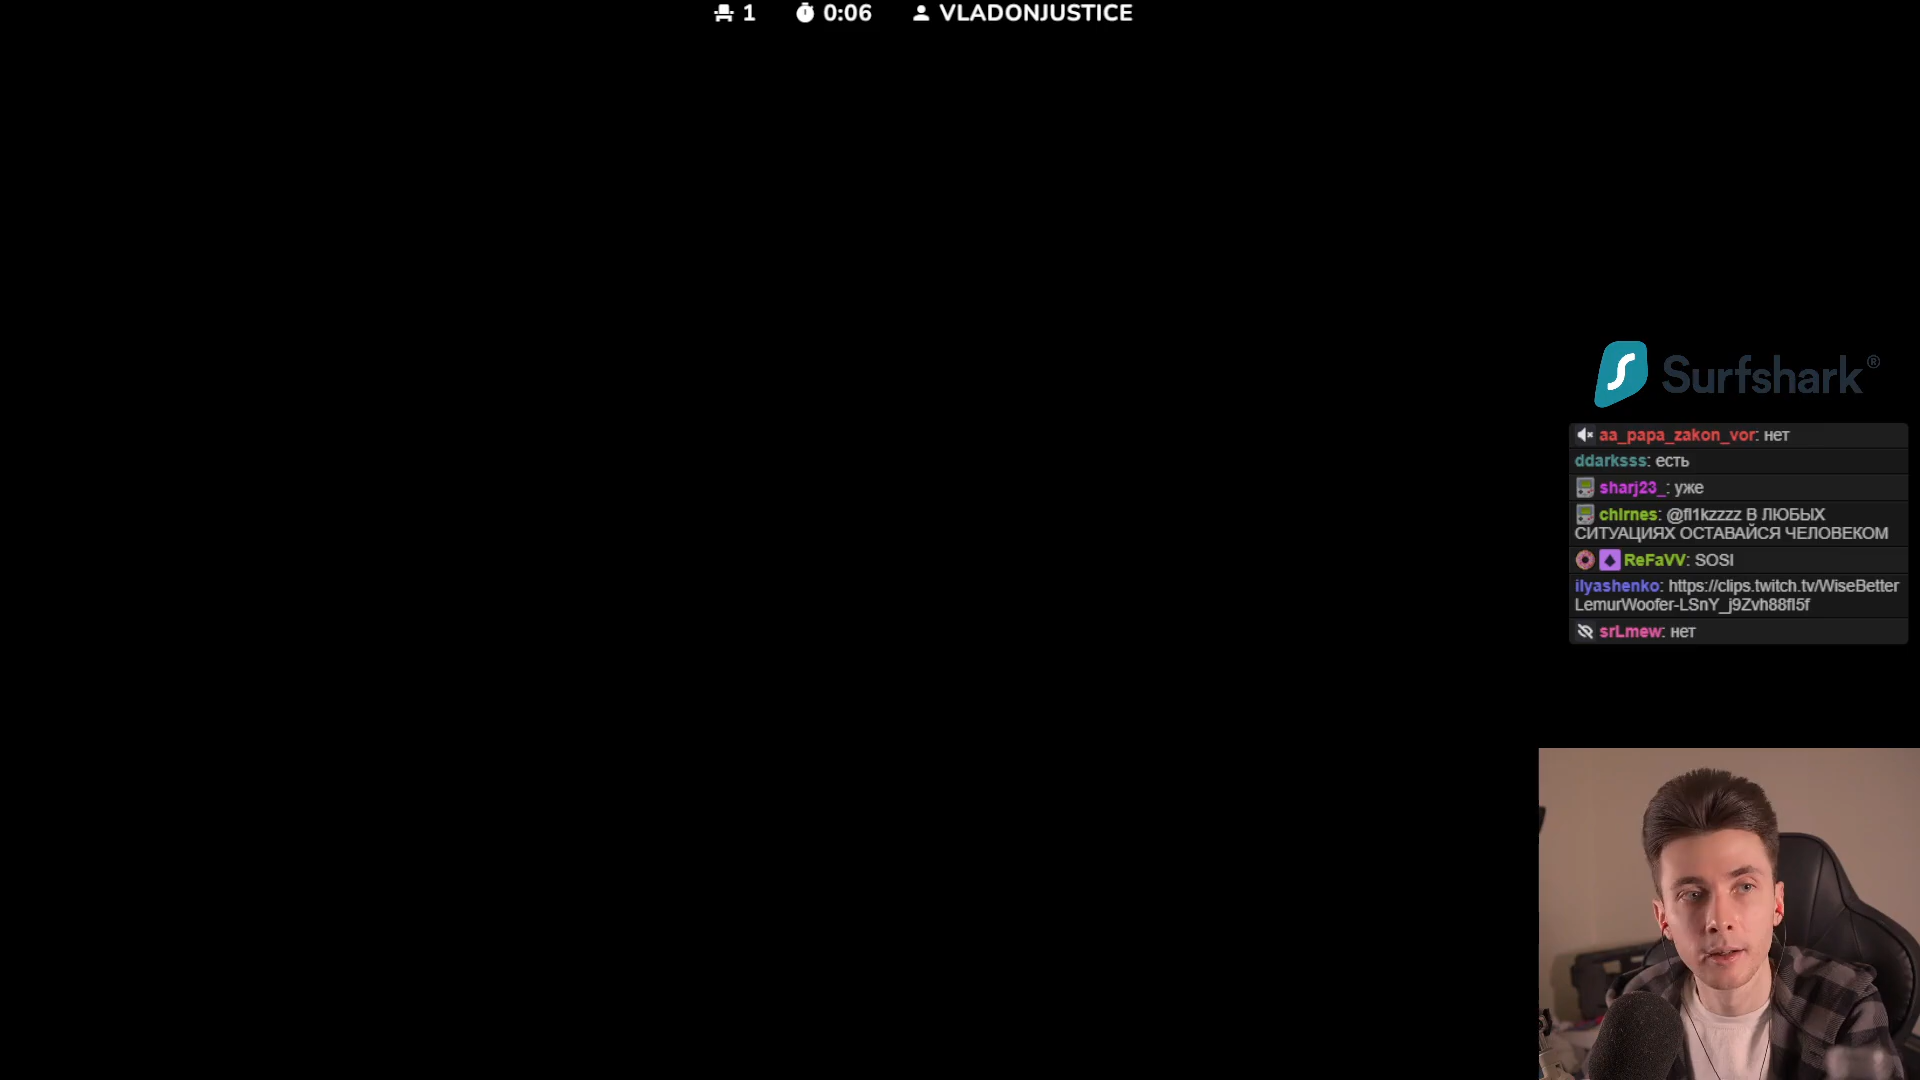 1 0:06 VLADONJUSTICE
Surfshark®
aa_papa_zakon_vor: нет
ddarksss: есть
sharj23_: уже
chlrnes: @fl1kzzzz В ЛЮБЫХ
СИТУАЦИЯХ ОСТАВАЙСЯ ЧЕЛОВЕКОМ
ReFaVV: SOSI
ilyashenko: https://clips.twitch.tv/WiseBetter
LemurWoofer-LSnY_j9Zvh88fl5f
srLmew: нет